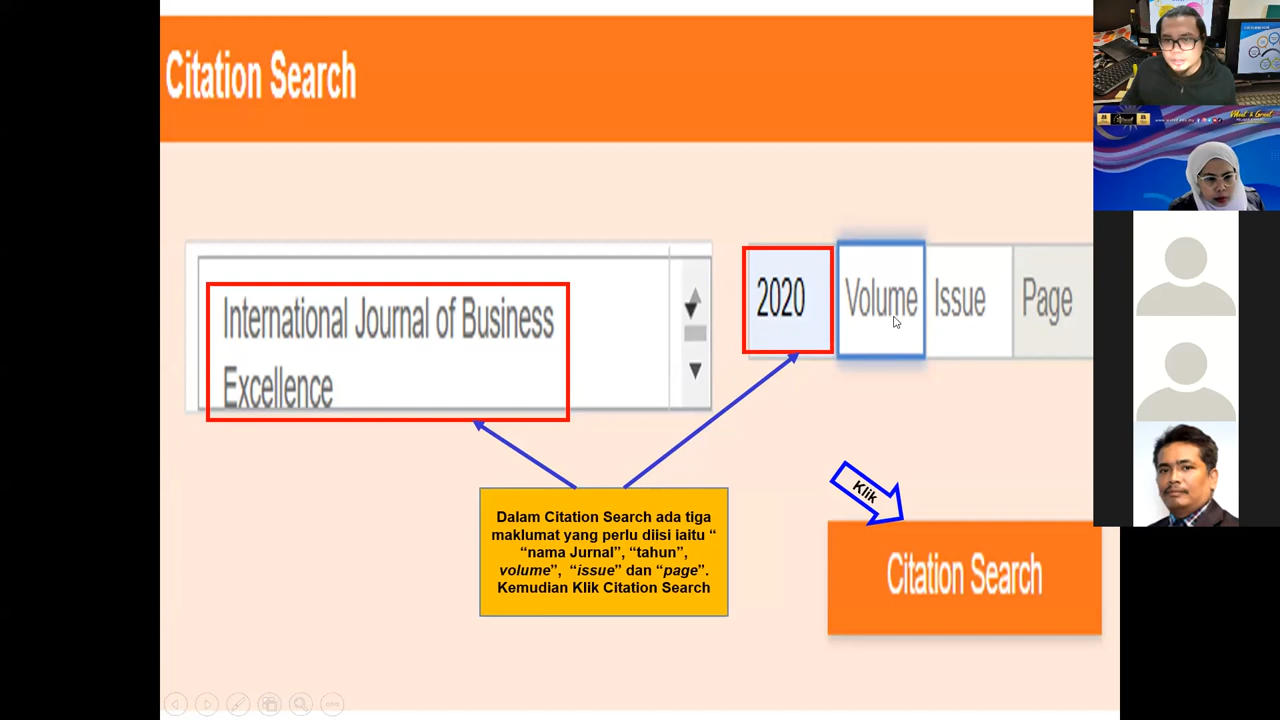 Citation Search
International Journal of Business
Excellence
2020
Volume
Issue
Page
Klik
Dalam Citation Search ada tiga
maklumat yang perlu diisi iaitu “
“nama Jurnal”, “tahun”,
volume”, “issue” dan “page”.
Kemudian Klik Citation Search
Citation Search